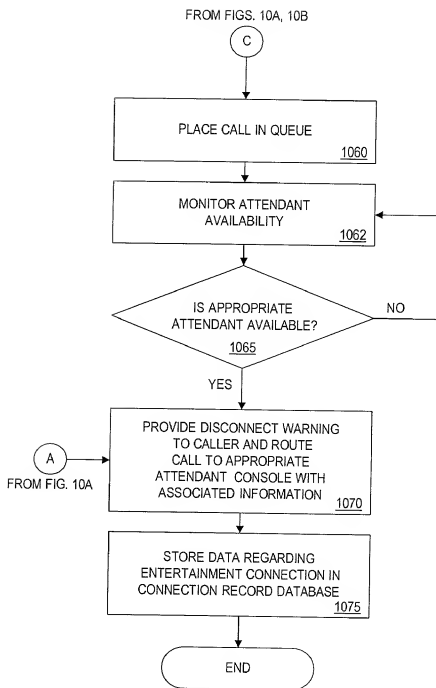 FROM FIGS. 10A, 10B
C
PLACE CALL IN QUEUE
1060
MONITOR ATTENDANT
AVAILABILITY
1062
IS APPROPRIATE
ATTENDANT AVAILABLE?
1065
NO
YES
PROVIDE DISCONNECT WARNING
TO CALLER AND ROUTE
CALL TO APPROPRIATE
ATTENDANT CONSOLE WITH
ASSOCIATED INFORMATION
1070
A
FROM FIG. 10A
STORE DATA REGARDING
ENTERTAINMENT CONNECTION IN
CONNECTION RECORD DATABASE
1075
END